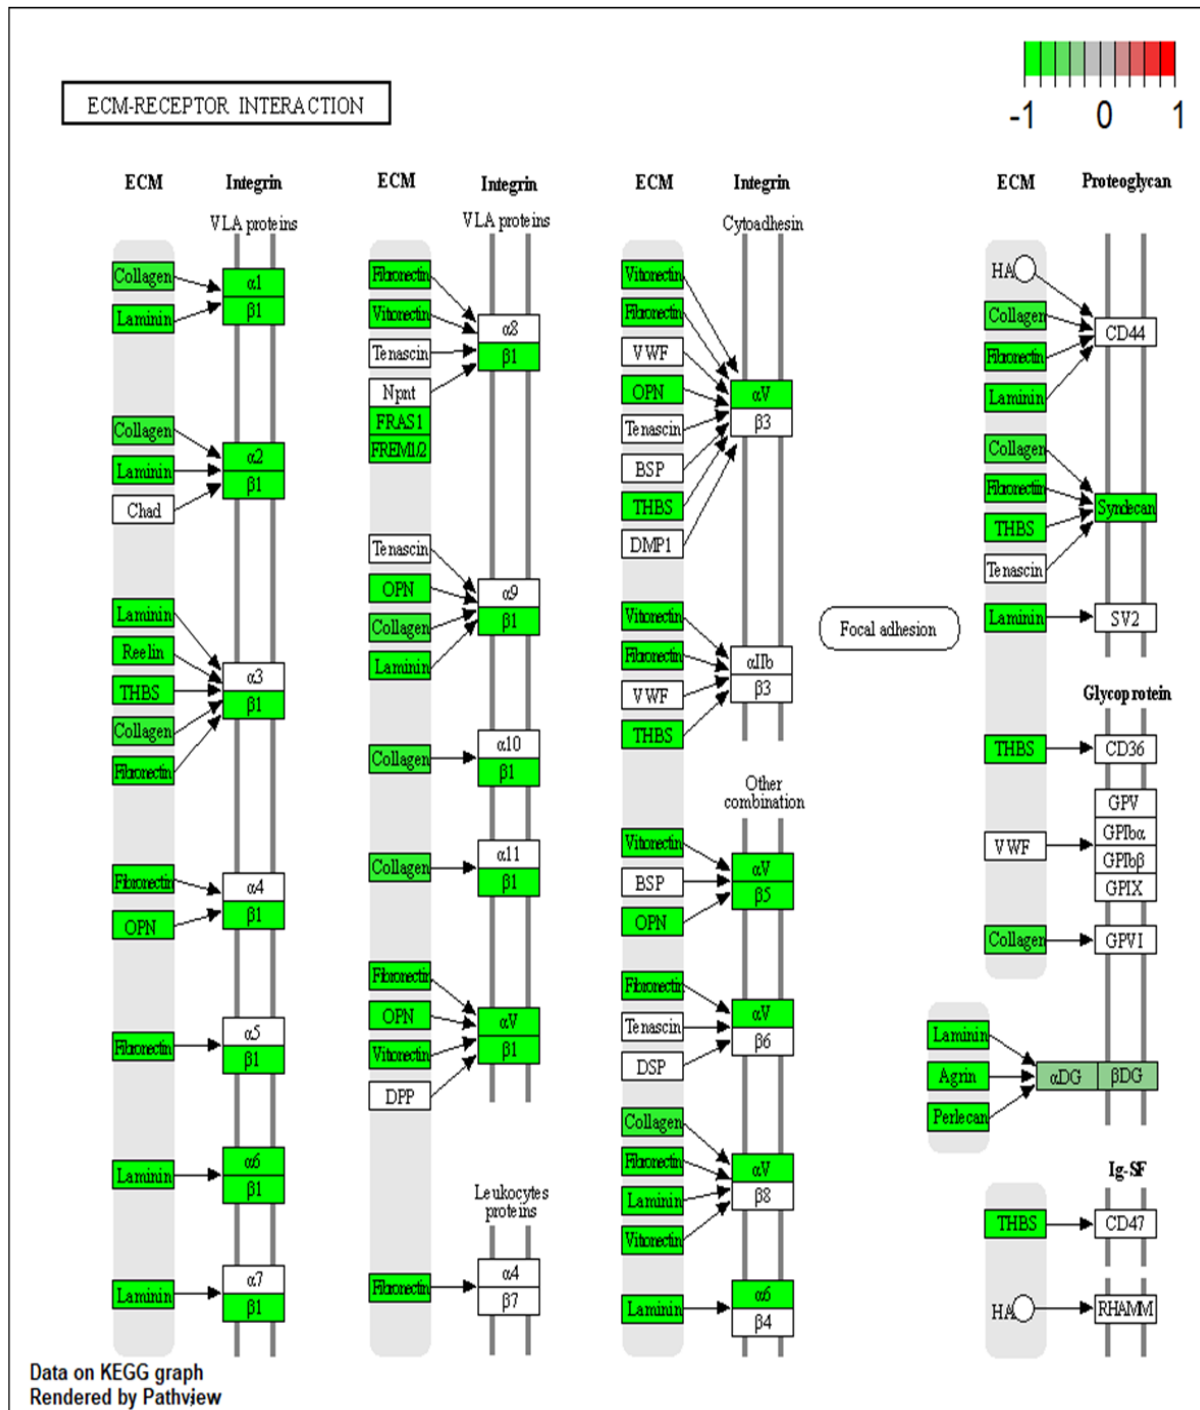 ECM-RECEPTOR INTERACTION
-1 0 1
ECM
Integrin
VLA proteins
Collagen
Laminin
α1
β1
Collagen
Laminin
Chad
α2
β1
Laminin
Reelin
THBS
Collagen
Fibronectin
α3
β1
Fibronectin
OPN
α4
β1
Fibronectin
α5
β1
Laminin
α6
β1
Laminin
α7
β1
ECM
Integrin
VLA proteins
Fibronectin
Vitronectin
Tenascin
Npnt
FRAS1
FREM1/2
α8
β1
Tenascin
OPN
Collagen
Laminin
α9
β1
Collagen
α10
β1
Collagen
α11
β1
Fibronectin
OPN
Vitronectin
DPP
αV
β1
Leukocytes
proteins
Fibronectin
α4
β7
ECM
Integrin
Cytoadhesin
Vitronectin
Fibronectin
VWF
OPN
Tenascin
BSP
THBS
DMP1
αV
β3
Vitronectin
Fibronectin
VWF
THBS
αIIb
β3
Other
combination
Vitronectin
BSP
OPN
αV
β5
Fibronectin
Tenascin
DSP
αV
β6
Collagen
Fibronectin
Laminin
Vitronectin
αV
β8
Laminin
α6
β4
Focal adhesion
ECM
Proteoglycan
HA
Collagen
Fibronectin
Laminin
CD44
Collagen
Fibronectin
THBS
Tenascin
Syndecan
Laminin
SV2
Glycoprotein
THBS
CD36
VWF
GPV
GPIbα
GPIbβ
GPIX
Collagen
GPVI
Laminin
Agrin
Perlecan
αDG
βDG
Ig-SF
THBS
CD47
HA
RHAMM
Data on KEGG graph
Rendered by Pathview